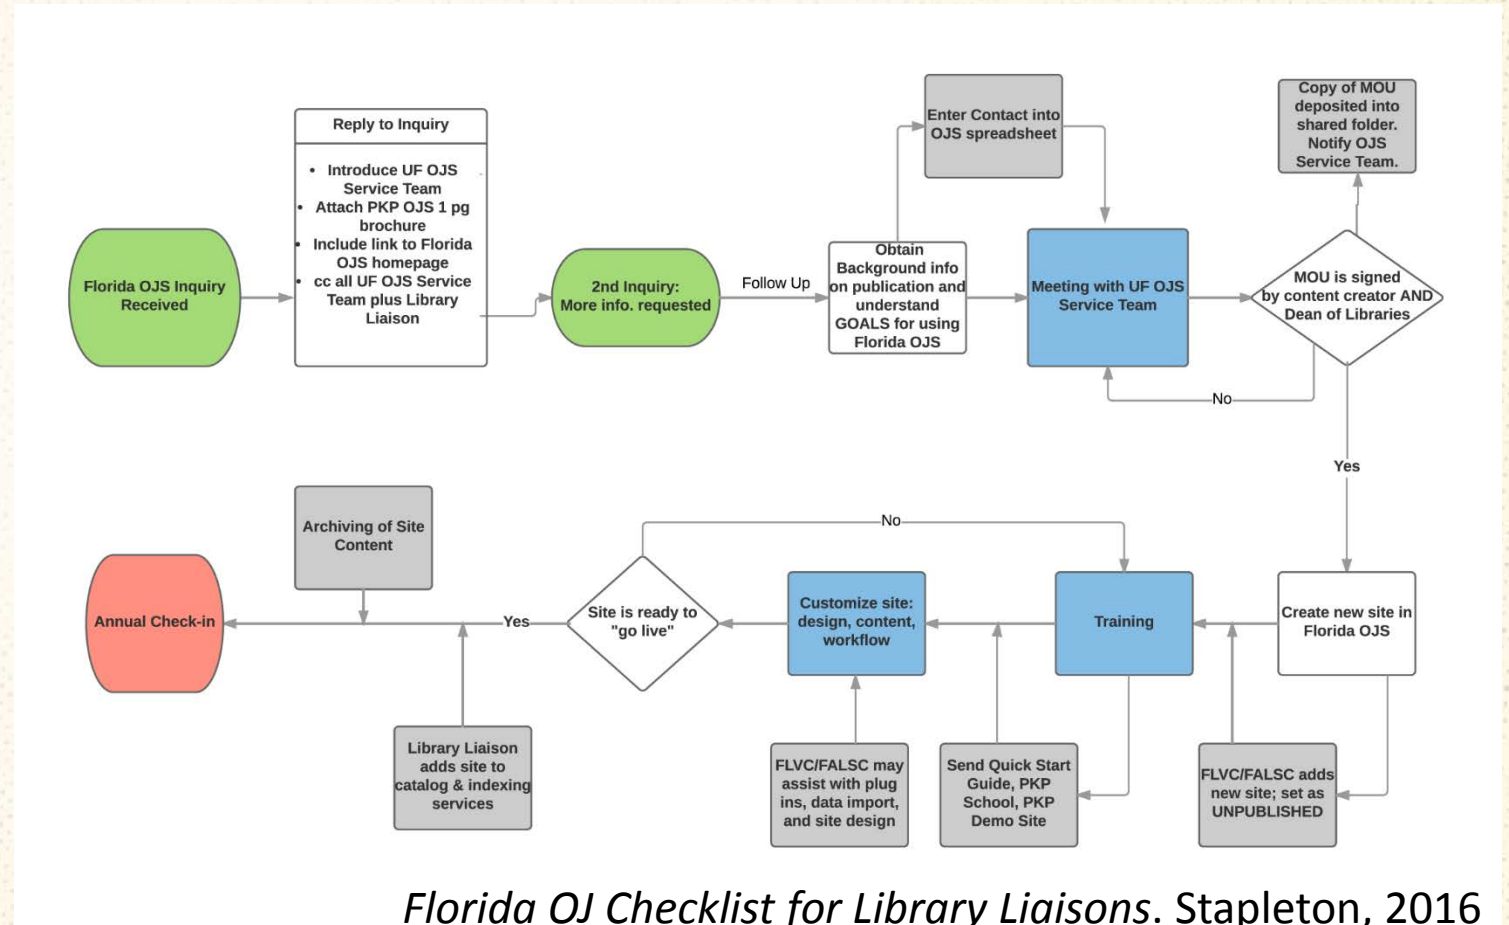 Florida OJS Inquiry
Received
Reply to Inquiry
• Introduce UF OJS
Service Team
• Attach PKP OJS 1 pg
brochure
• Include link to Florida
OJS homepage
• cc all UF OJS Service
Team plus Library
Liaison
2nd Inquiry:
More info. requested
Follow Up
Obtain
Background info
on publication and
understand
GOALS for using
Florida OJS
Enter Contact into
OJS spreadsheet
Meeting with UF OJS
Service Team
MOU is signed
by content creator AND
Dean of Libraries
Copy of MOU
deposited into
shared folder.
Notify OJS
Service Team.
No
Yes
Create new site in
Florida OJS
FLVC/FALSC adds
new site; set as
UNPUBLISHED
Training
Send Quick Start
Guide, PKP
School, PKP
Demo Site
Customize site:
design, content,
workflow
FLVC/FALSC may
assist with plug
ins, data import,
and site design
Site is ready to
"go live"
No
Yes
Library Liaison
adds site to
catalog & indexing
services
Archiving of Site
Content
Annual Check-in
Florida OJ Checklist for Library Liaisons. Stapleton, 2016